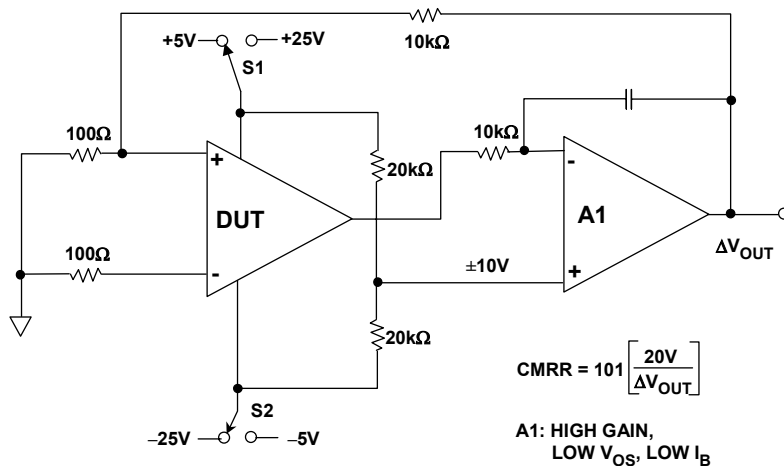 10kΩ
+5V
+25V
S1
100Ω
20kΩ
10kΩ
+
DUT
-
-
A1
+
100Ω
±10V
ΔVOUT
20kΩ
S2
–25V
–5V
CMRR = 101 [ 20V / ΔVOUT ]
A1: HIGH GAIN,
LOW VOS, LOW IB